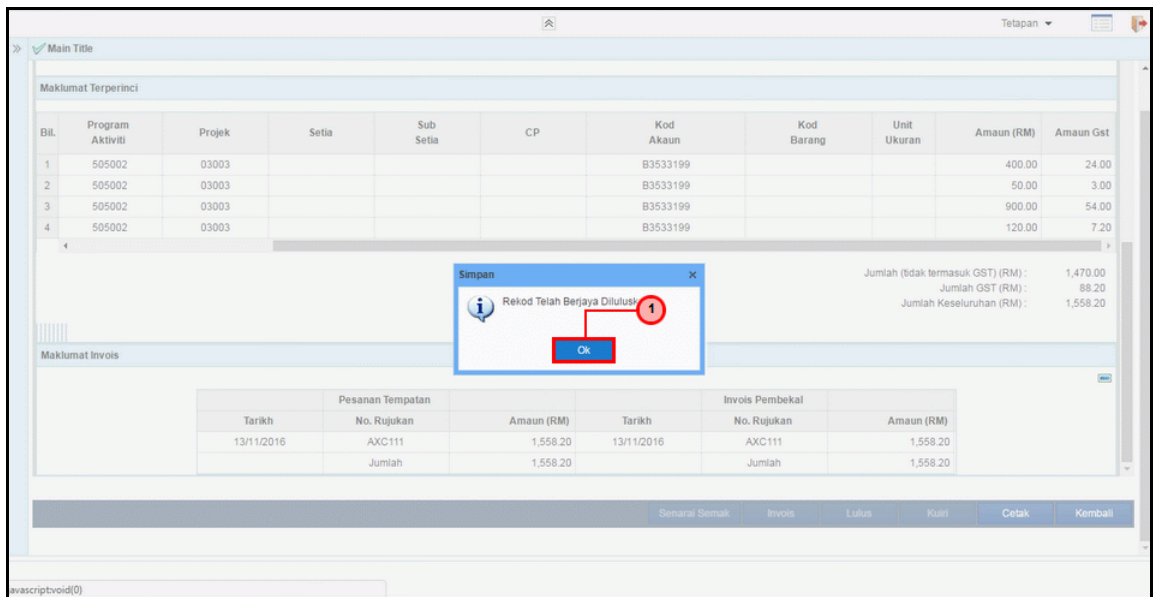 Tetapan
Main Title
Maklumat Terperinci
Bil. Program Aktiviti Projek Setia Sub Setia CP Kod Akaun Kod Barang Unit Ukuran Amaun (RM) Amaun Gst
1 505002 03003 B3533199 400.00 24.00
2 505002 03003 B3533199 50.00 3.00
3 505002 03003 B3533199 900.00 54.00
4 505002 03003 B3533199 120.00 7.20
Jumlah (tidak termasuk GST) (RM) : 1,470.00
Jumlah GST (RM) : 88.20
Jumlah Keseluruhan (RM) : 1,558.20
Simpan
Rekod Telah Berjaya
1
Ok
Maklumat Invois
Pesanan Tempatan Invois Pembekal
Tarikh No. Rujukan Amaun (RM) Tarikh No. Rujukan Amaun (RM)
13/11/2016 AXC111 1,558.20 13/11/2016 AXC111 1,558.20
Jumlah 1,558.20 Jumlah 1,558.20
Senarai Semak Invois Lulus Kuiri Cetak Kembali
avascript:void(0)